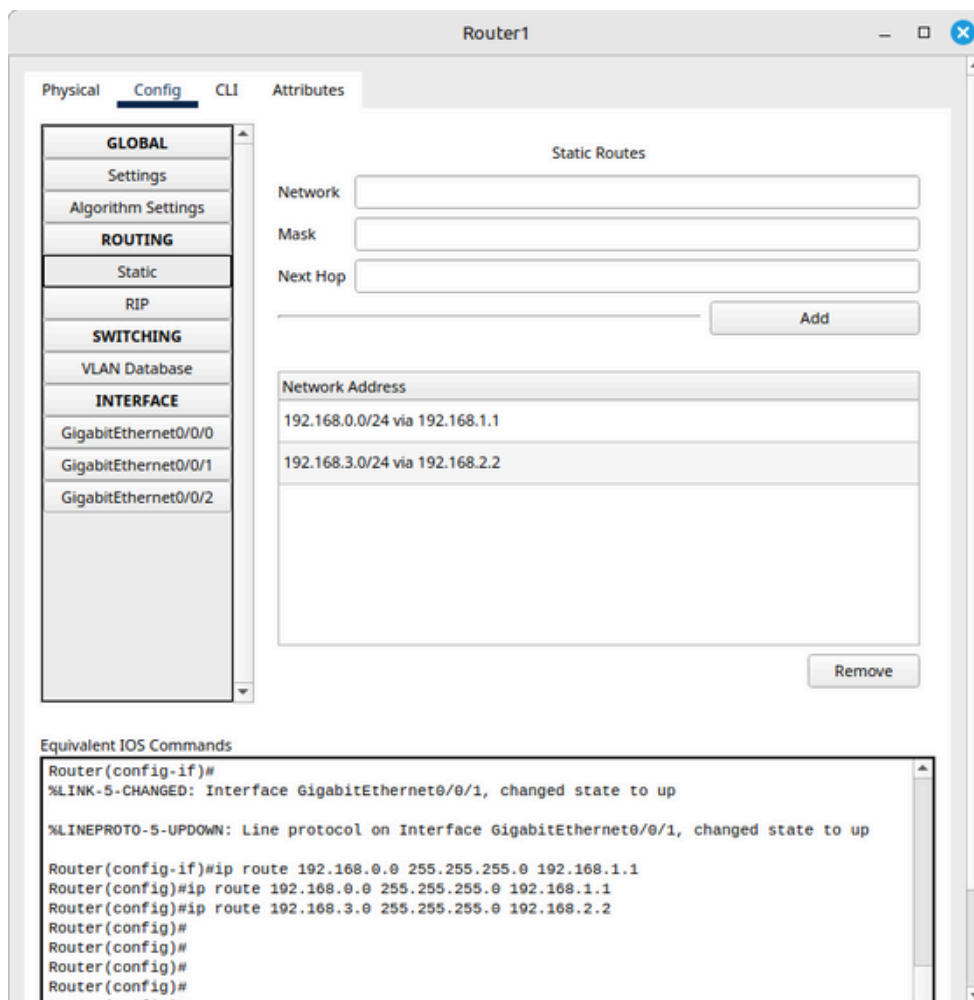 Router1
Physical Config CLI Attributes
GLOBAL
Settings
Algorithm Settings
ROUTING
Static
RIP
SWITCHING
VLAN Database
INTERFACE
GigabitEthernet0/0/0
GigabitEthernet0/0/1
GigabitEthernet0/0/2
Static Routes
Network
Mask
Next Hop
Add
Network Address
192.168.0.0/24 via 192.168.1.1
192.168.3.0/24 via 192.168.2.2
Remove
Equivalent IOS Commands
Router(config-if)#
%LINK-5-CHANGED: Interface GigabitEthernet0/0/1, changed state to up
%LINEPROTO-5-UPDOWN: Line protocol on Interface GigabitEthernet0/0/1, changed state to up
Router(config-if)#ip route 192.168.0.0 255.255.255.0 192.168.1.1
Router(config)#ip route 192.168.0.0 255.255.255.0 192.168.1.1
Router(config)#ip route 192.168.3.0 255.255.255.0 192.168.2.2
Router(config)#
Router(config)#
Router(config)#
Router(config)#